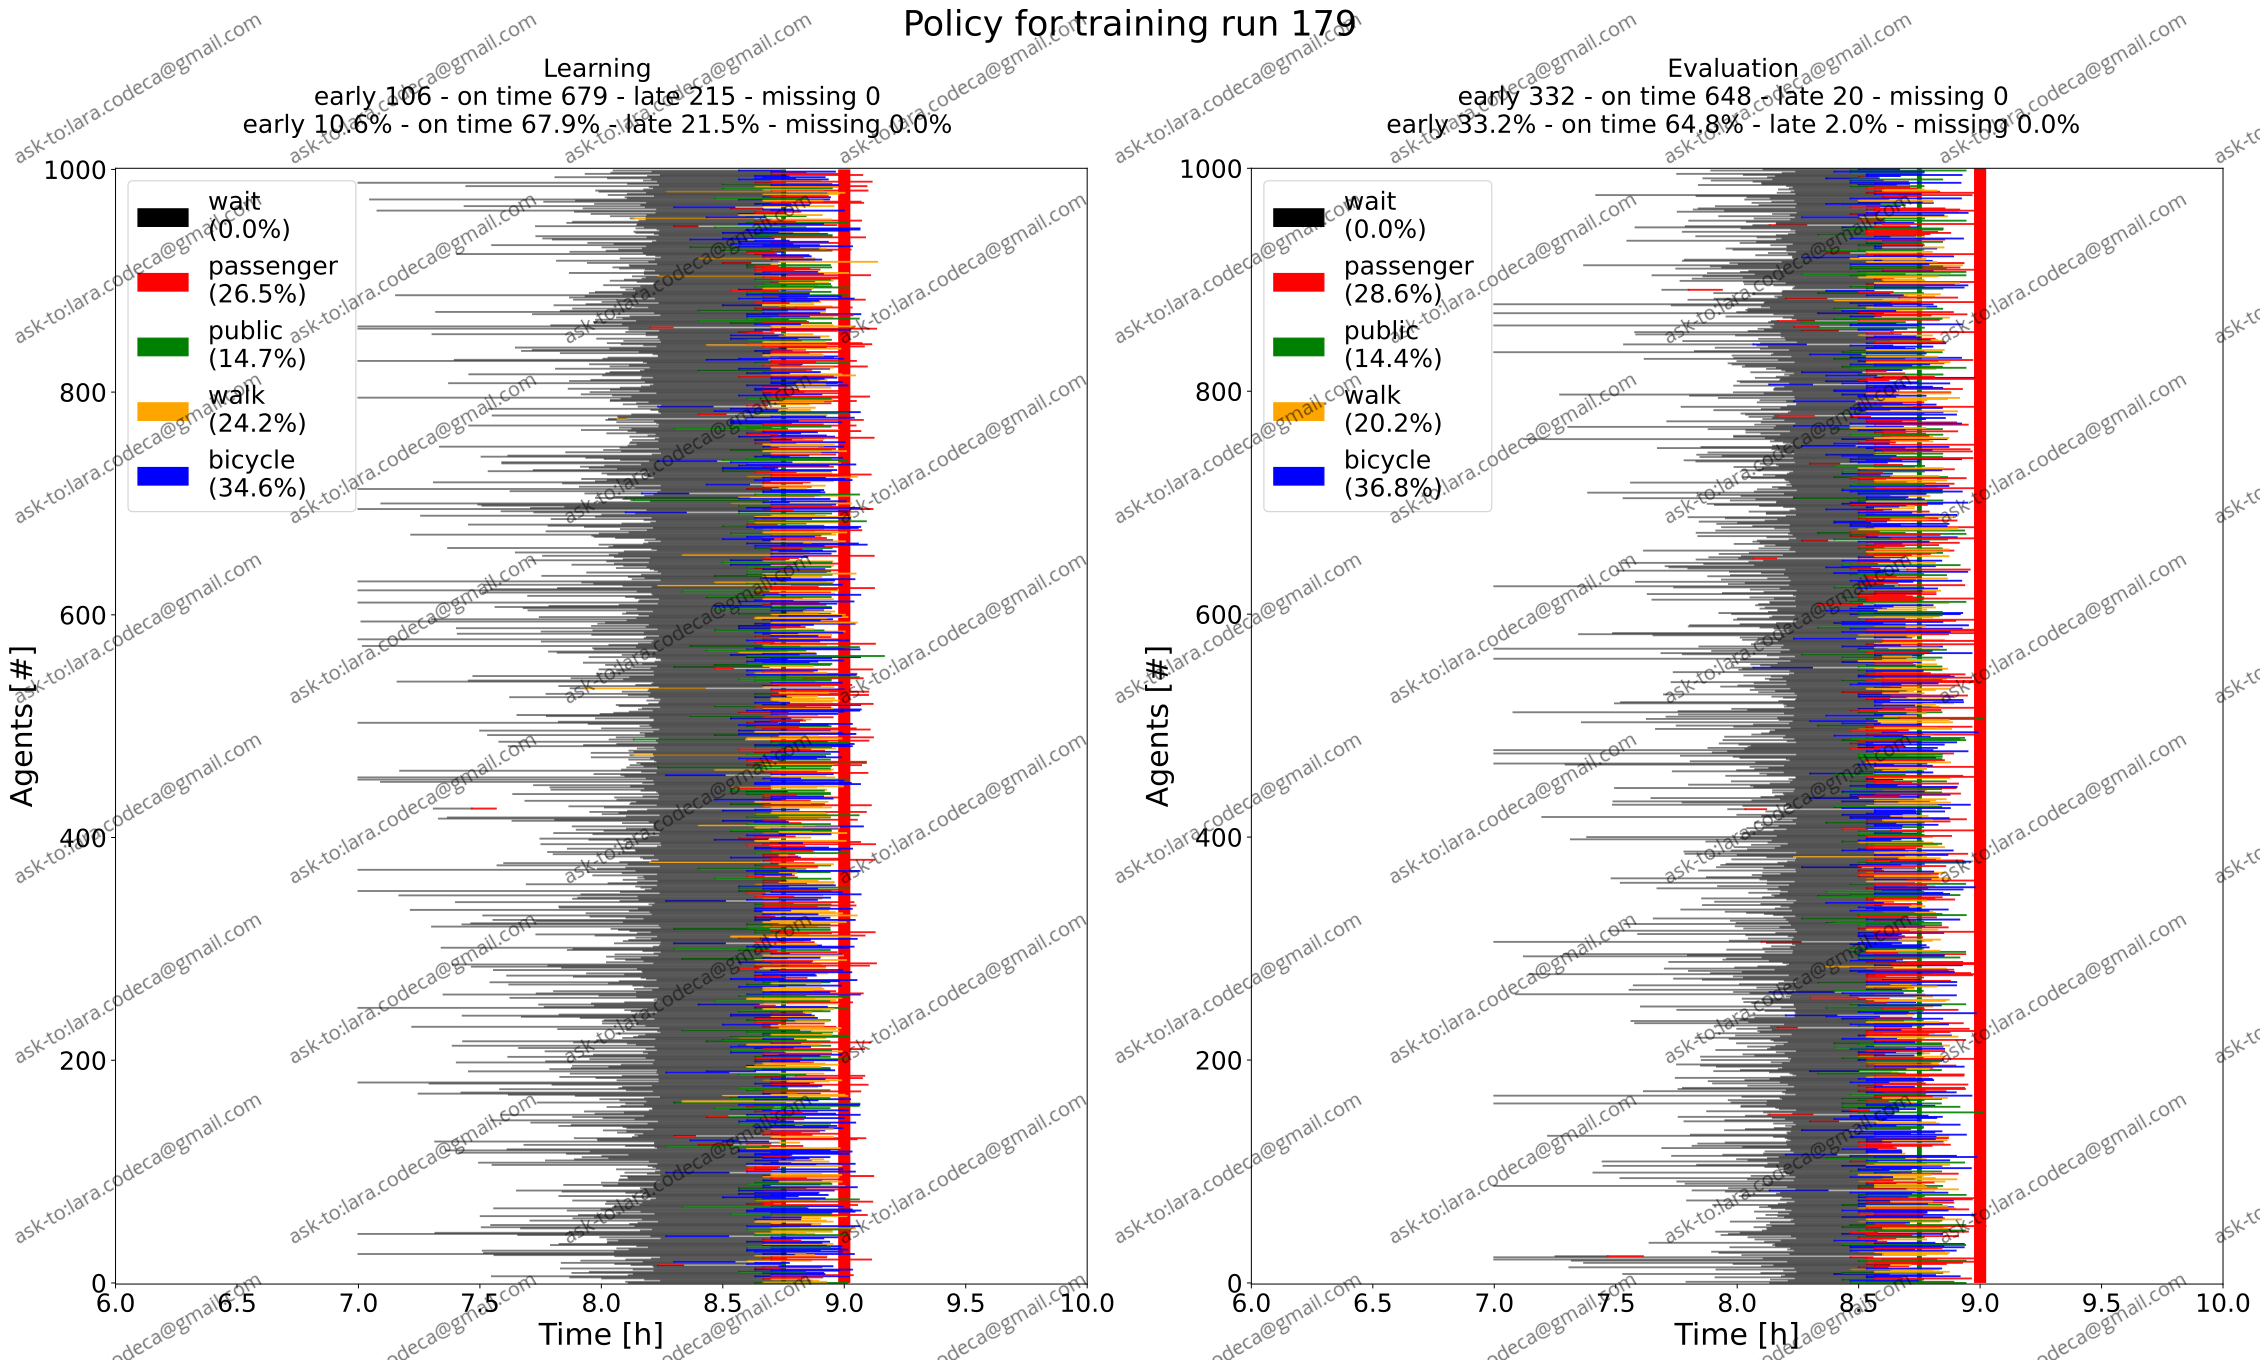 Policy for training run 179
Learning
early 106 - on time 679 - late 215 - missing 0
early 10.6% - on time 67.9% - late 21.5% - missing 0.0%
1000
800
600
400
200
0
Agents [#]
wait
(0.0%)
passenger
(26.5%)
public
(14.7%)
walk
(24.2%)
bicycle
(34.6%)
6.0 6.5 7.0 7.5 8.0 8.5 9.0 9.5 10.0
Time [h]
Evaluation
early 332 - on time 648 - late 20 - missing 0
early 33.2% - on time 64.8% - late 2.0% - missing 0.0%
1000
800
600
400
200
0
Agents [#]
wait
(0.0%)
passenger
(28.6%)
public
(14.4%)
walk
(20.2%)
bicycle
(36.8%)
6.0 6.5 7.0 7.5 8.0 8.5 9.0 9.5 10.0
Time [h]
ask-to:lara.codeca@gmail.com